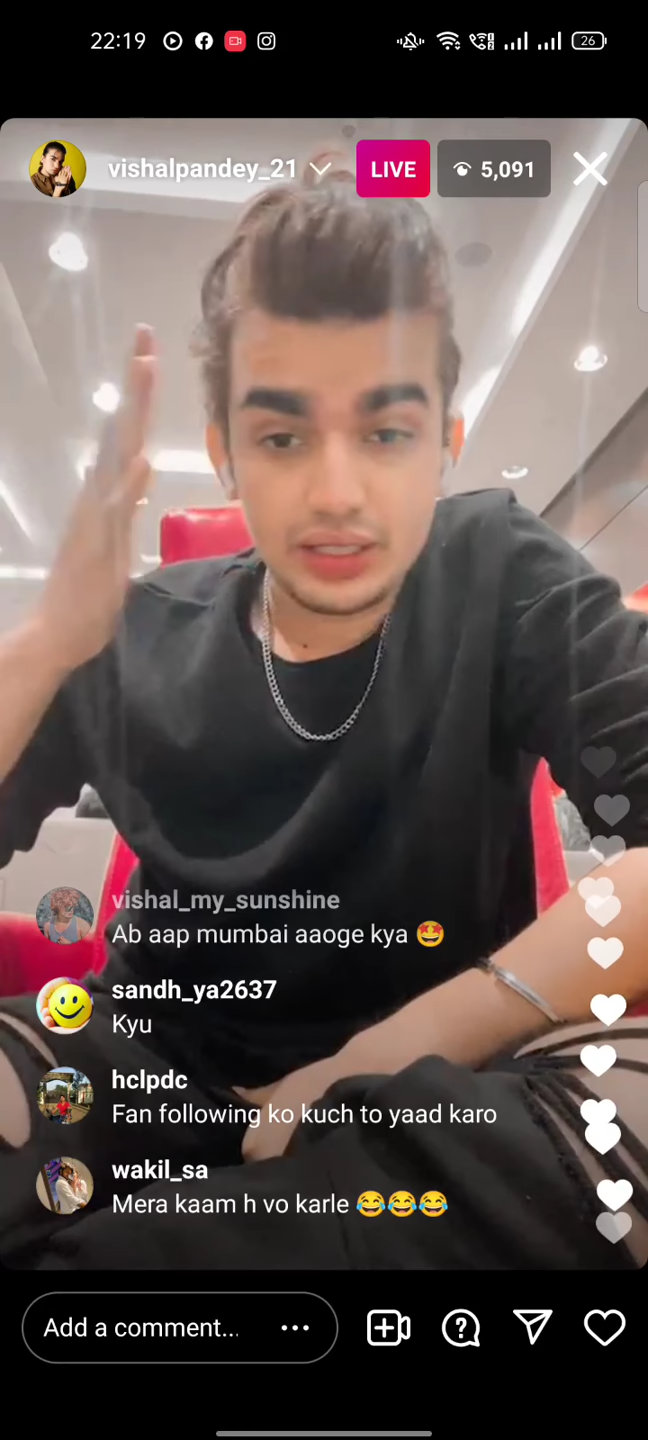 22:19
26
vishalpandey_21
LIVE
5,091
vishal_my_sunshine
Ab aap mumbai aaoge kya 🤩
sandh_ya2637
Kyu
hclpdc
Fan following ko kuch to yaad karo
wakil_sa
Mera kaam h vo karle 😂😂😂
Add a comment...